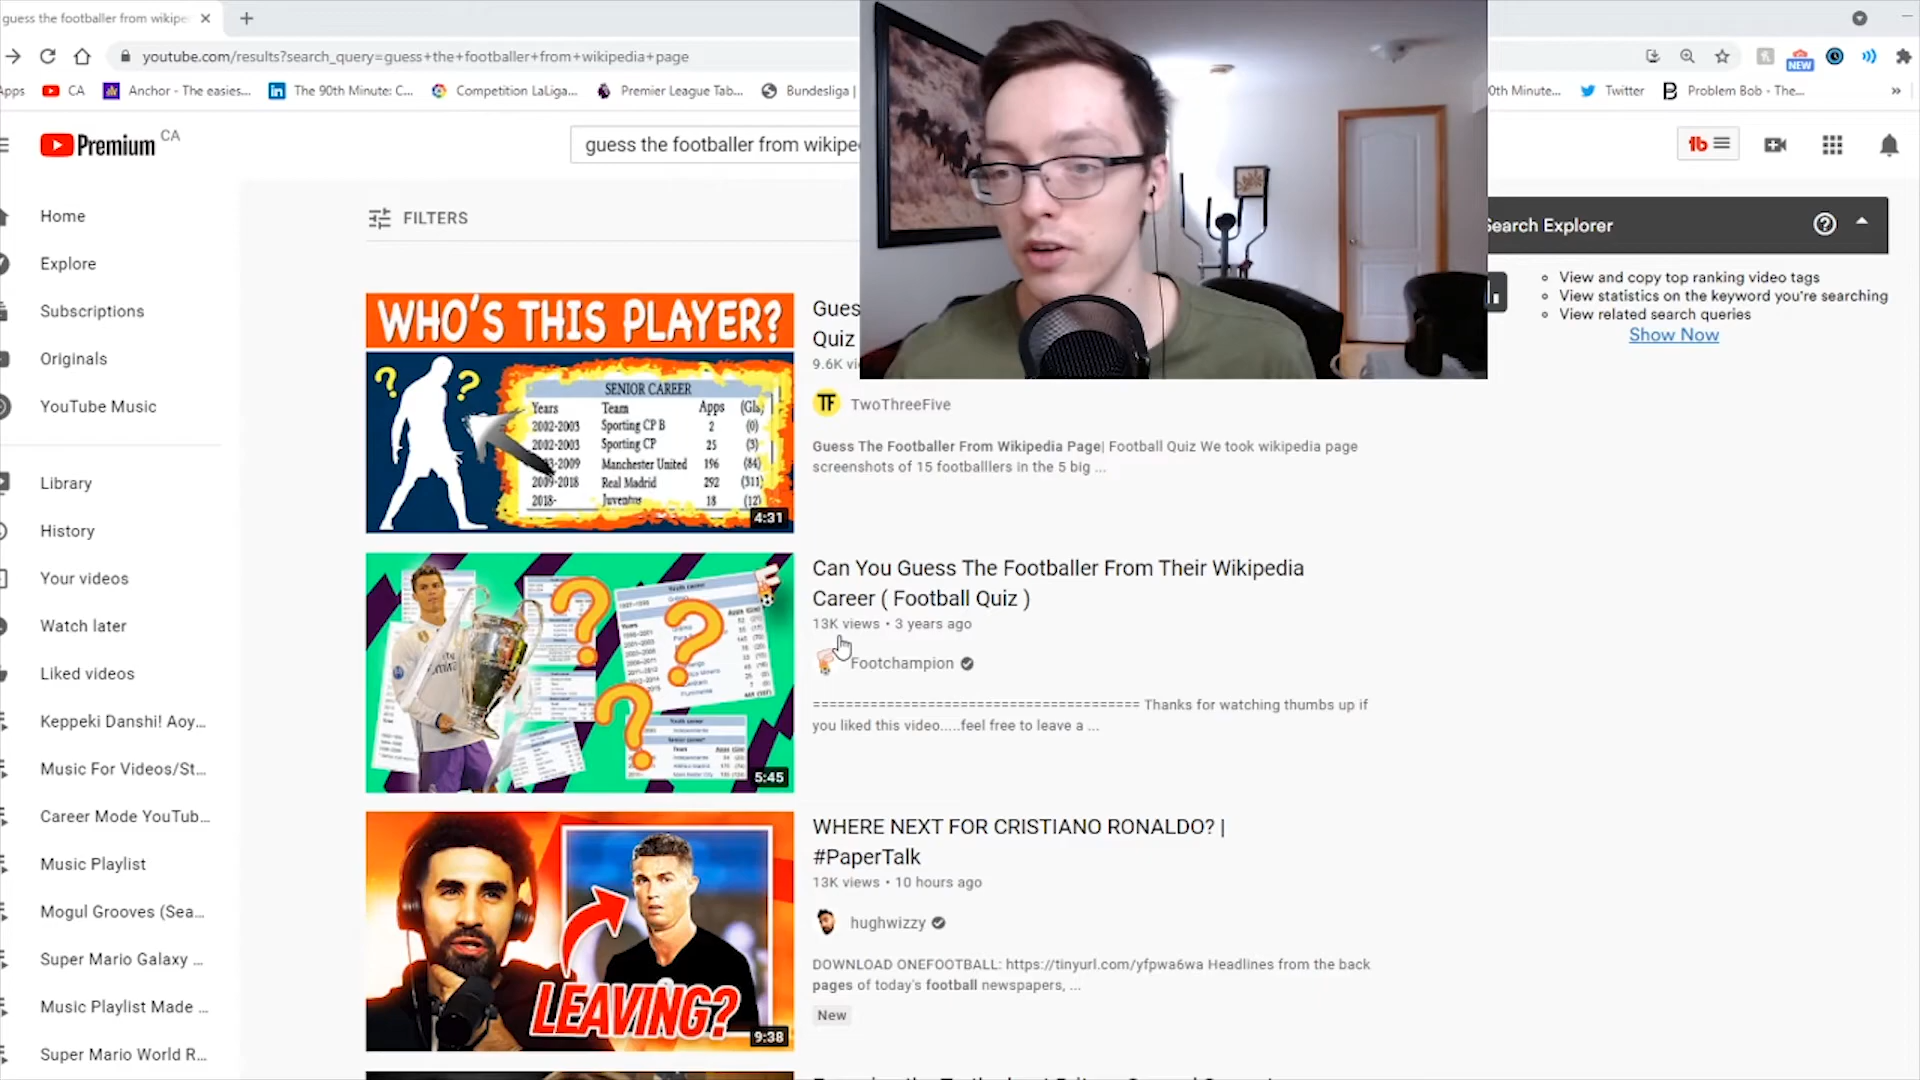 guess the footballer from wikipe
youtube.com/results?search_query=guess+the+footballer+from+wikipedia+page
NEW
CA
Anchor - The easies...
The 90th Minute: C...
Competition LaLiga...
Premier League Tab...
Bundesliga |
0th Minute...
Twitter
Problem Bob - The...
»
Premium CA
guess the footballer from wikipe
Home
Explore
Subscriptions
Originals
YouTube Music
Library
History
Your videos
Watch later
Liked videos
Keppeki Danshi! Aoy...
Music For Videos/St...
Career Mode YouTub...
Music Playlist
Mogul Grooves (Sea...
Super Mario Galaxy ...
Music Playlist Made ...
Super Mario World R...
FILTERS
WHO'S THIS PLAYER?
? ?
SENIOR CAREER
Years Team Apps (Gls)
2002-2003 Sporting CP B 2 (0)
2002-2003 Sporting CP 25 (3)
-2009 Manchester United 196 (84)
2009-2018 Real Madrid 292 (311)
2018- Juventus 18 (12)
4:31
Gues
Quiz
9.6K vi
TF TwoThreeFive
Guess The Footballer From Wikipedia Page| Football Quiz We took wikipedia page
screenshots of 15 footballlers in the 5 big ...
? ? ?
5:45
Can You Guess The Footballer From Their Wikipedia
Career ( Football Quiz )
13K views • 3 years ago
Footchampion
======================================= Thanks for watching thumbs up if
you liked this video.....feel free to leave a ...
LEAVING?
9:38
WHERE NEXT FOR CRISTIANO RONALDO? |
#PaperTalk
13K views • 10 hours ago
hughwizzy
DOWNLOAD ONEFOOTBALL: https://tinyurl.com/yfpwa6wa Headlines from the back
pages of today's football newspapers, ...
New
Search Explorer
View and copy top ranking video tags
View statistics on the keyword you're searching
View related search queries
Show Now